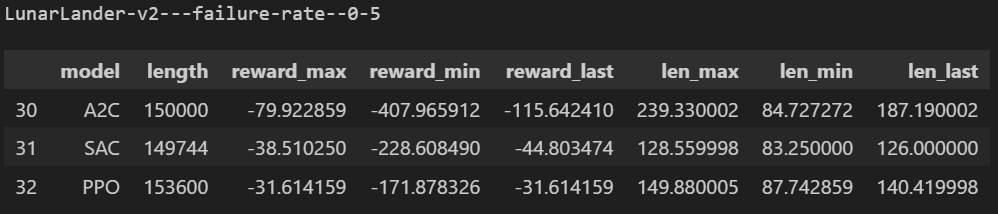 LunarLander-v2---failure-rate--0-5
model length reward_max reward_min reward_last len_max len_min len_last
30 A2C 150000 -79.922859 -407.965912 -115.642410 239.330002 84.727272 187.190002
31 SAC 149744 -38.510250 -228.608490 -44.803474 128.559998 83.250000 126.000000
32 PPO 153600 -31.614159 -171.878326 -31.614159 149.880005 87.742859 140.419998